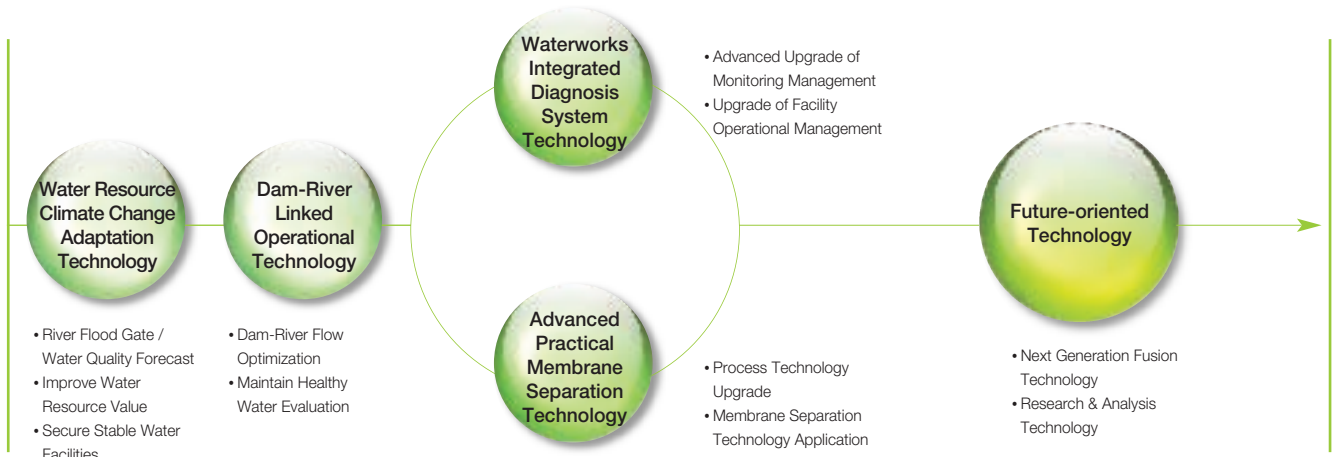 Water Resource
Climate Change
Adaptation
Technology
• River Flood Gate /
Water Quality Forecast
• Improve Water
Resource Value
• Secure Stable Water
Facilities
Dam-River
Linked
Operational
Technology
• Dam-River Flow
Optimization
• Maintain Healthy
Water Evaluation
Waterworks
Integrated
Diagnosis
System
Technology
• Advanced Upgrade of
Monitoring Management
• Upgrade of Facility
Operational Management
Advanced
Practical
Membrane
Separation
Technology
• Process Technology
Upgrade
• Membrane Separation
Technology Application
Future-oriented
Technology
• Next Generation Fusion
Technology
• Research & Analysis
Technology